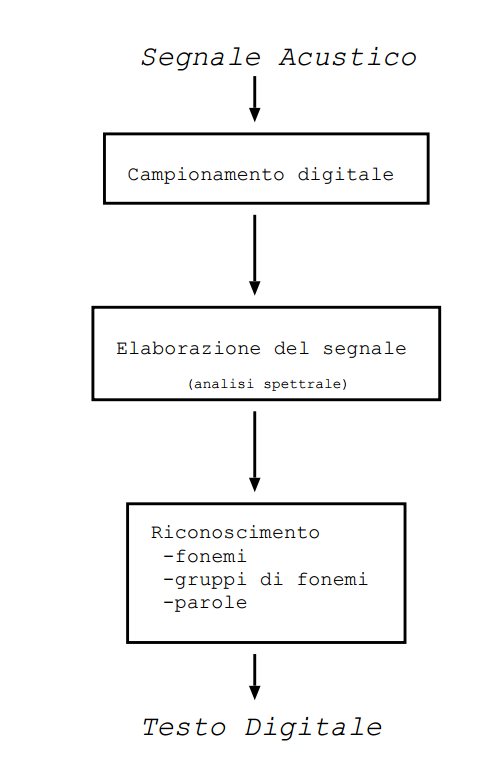 Segnale Acustico
Campionamento digitale
Elaborazione del segnale
(analisi spettrale)
Riconoscimento
-fonemi
-gruppi di fonemi
-parole
Testo Digitale